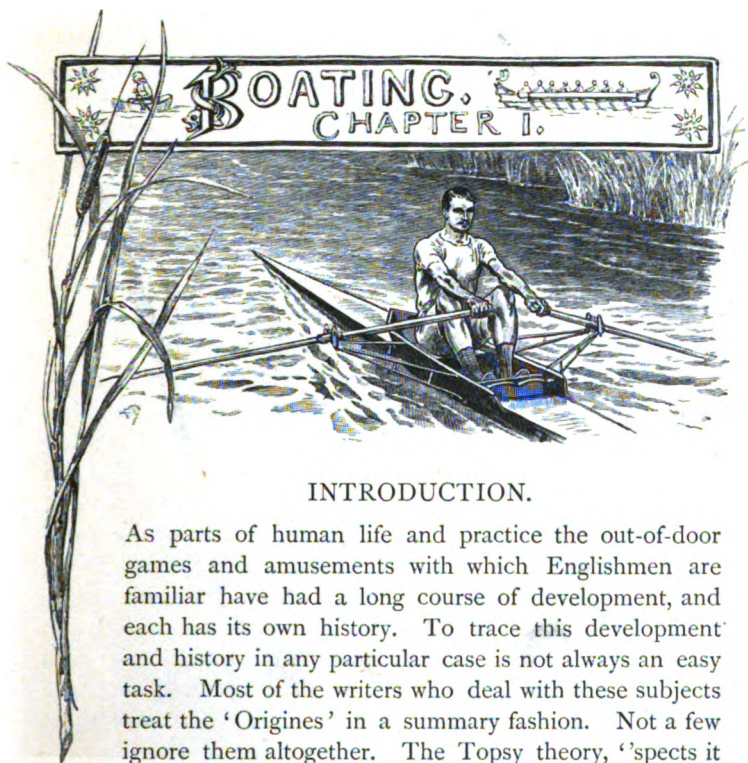 BOATING.
CHAPTER I.
INTRODUCTION.
As parts of human life and practice the out-of-door
games and amusements with which Englishmen are
familiar have had a long course of development, and
each has its own history. To trace this development
and history in any particular case is not always an easy
task. Most of the writers who deal with these subjects
treat the ‘Origines’ in a summary fashion. Not a few
ignore them altogether. The Topsy theory, ‘’spects it